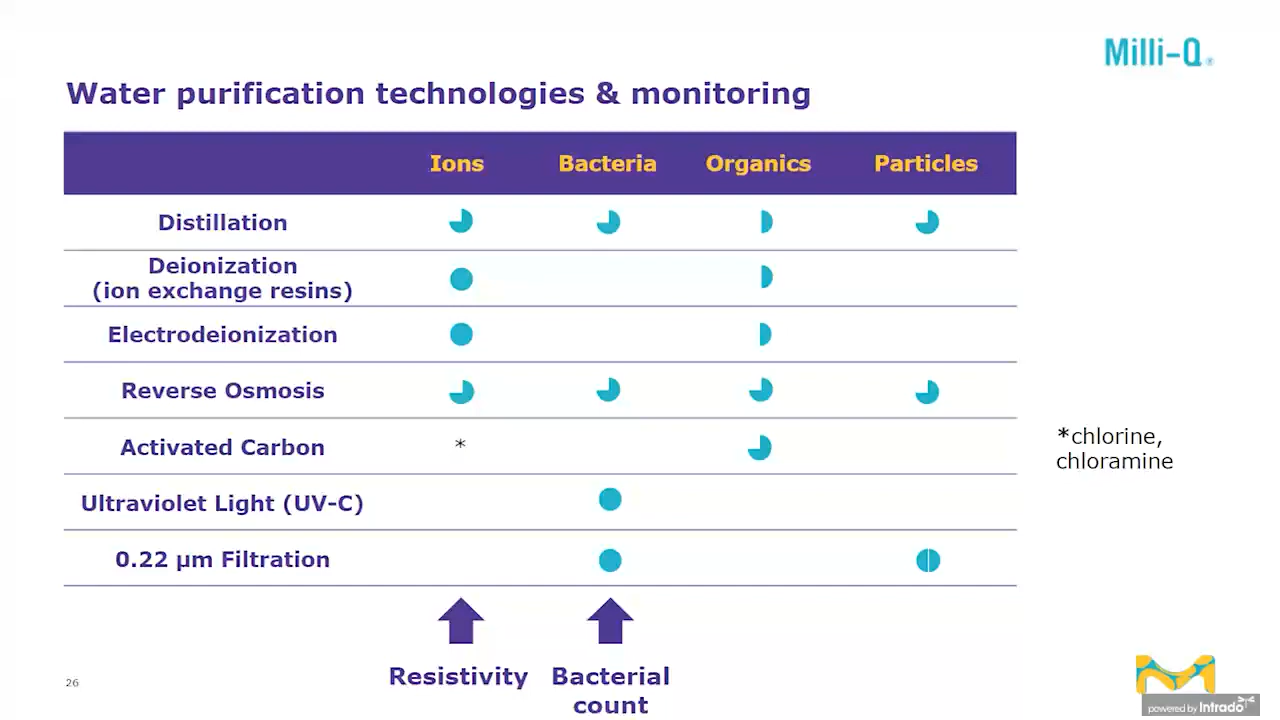 Milli-Q®
Water purification technologies & monitoring
Ions Bacteria Organics Particles
Distillation
Deionization
(ion exchange resins)
Electrodeionization
Reverse Osmosis
Activated Carbon *
Ultraviolet Light (UV-C)
0.22 µm Filtration
*chlorine,
chloramine
Resistivity Bacterial
count
26
powered by Intrado